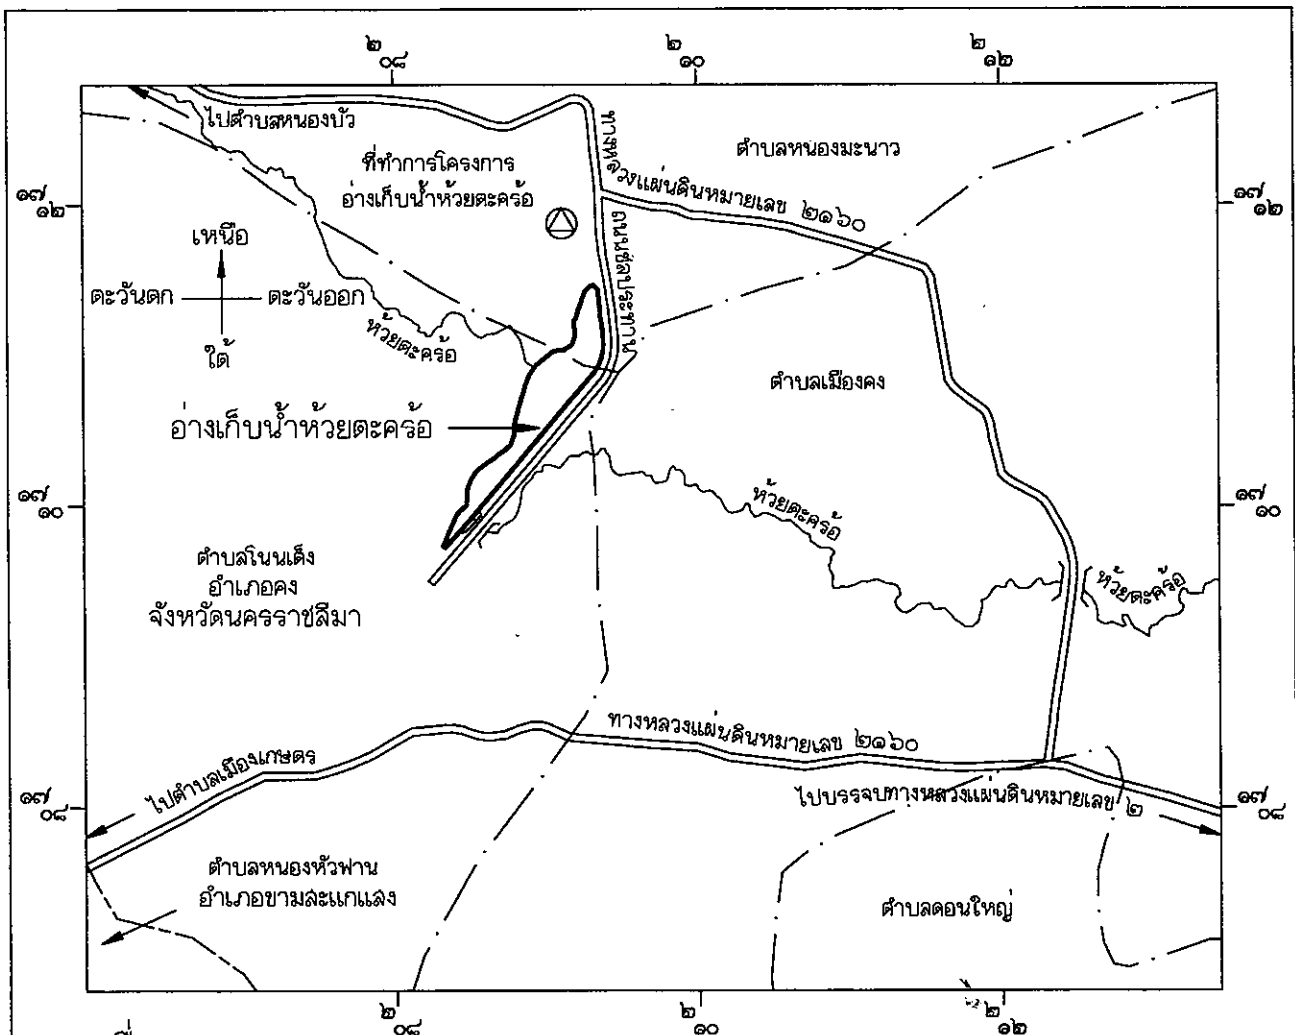 ๒ ๐๘
๒ ๑๐
๒ ๑๒
ไปตำบลหนองบัว
ที่ทำการโครงการ
อ่างเก็บน้ำห้วยตะคร้อ
ทางหลวงแผ่นดินหมายเลข ๒๑๖๐
ตำบลหนองมะนาว
๑๗ ๑๒
๑๗ ๑๒
เหนือ
ตะวันตก
ตะวันออก
ใต้
ถนนชลประทาน
ห้วยตะคร้อ
ตำบลเมืองคง
อ่างเก็บน้ำห้วยตะคร้อ
๑๗ ๑๐
๑๗ ๑๐
ห้วยตะคร้อ
ห้วยตะคร้อ
ตำบลโนนเต็ง
อำเภอคง
จังหวัดนครราชสีมา
ทางหลวงแผ่นดินหมายเลข ๒๑๖๐
ไปตำบลเมืองเกษตร
๑๗ ๐๘
๑๗ ๐๘
ไปบรรจบทางหลวงแผ่นดินหมายเลข ๒
ตำบลหนองหัวฟาน
อำเภอขามสะแกแสง
ตำบลดอนใหญ่
๒ ๐๘
๒ ๑๐
๒ ๑๒